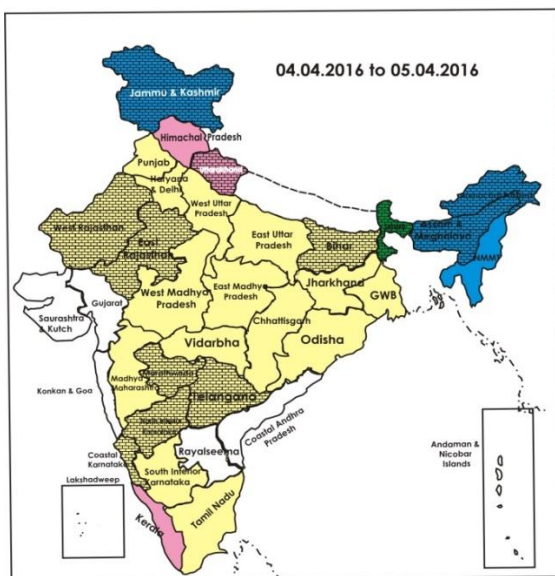 04.04.2016 to 05.04.2016
Jammu & Kashmir
Himachal Pradesh
Punjab
Uttarakhand
Haryana
& Delhi
West Uttar
Pradesh
West Rajasthan
East
Rajasthan
East Uttar
Pradesh
Bihar
Assam &
Meghalaya
NMMT
Gujarat
Saurashtra
& Kutch
West Madhya
Pradesh
East Madhya
Pradesh
Jharkhand
GWB
Chhattisgarh
Odisha
Vidarbha
Konkan & Goa
Madhya
Maharashtra
Marathwada
Telangana
Coastal Andhra
Pradesh
Rayalseema
Coastal
Karnataka
South Interior
Karnataka
Lakshadweep
Kerala
Tamil Nadu
Andaman &
Nicobar
Islands